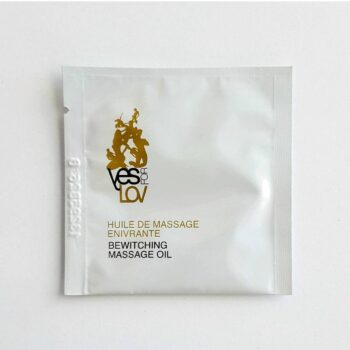 yes
FOR
LOV
HUILE DE MASSAGE
ENIVRANTE
BEWITCHING
MASSAGE OIL